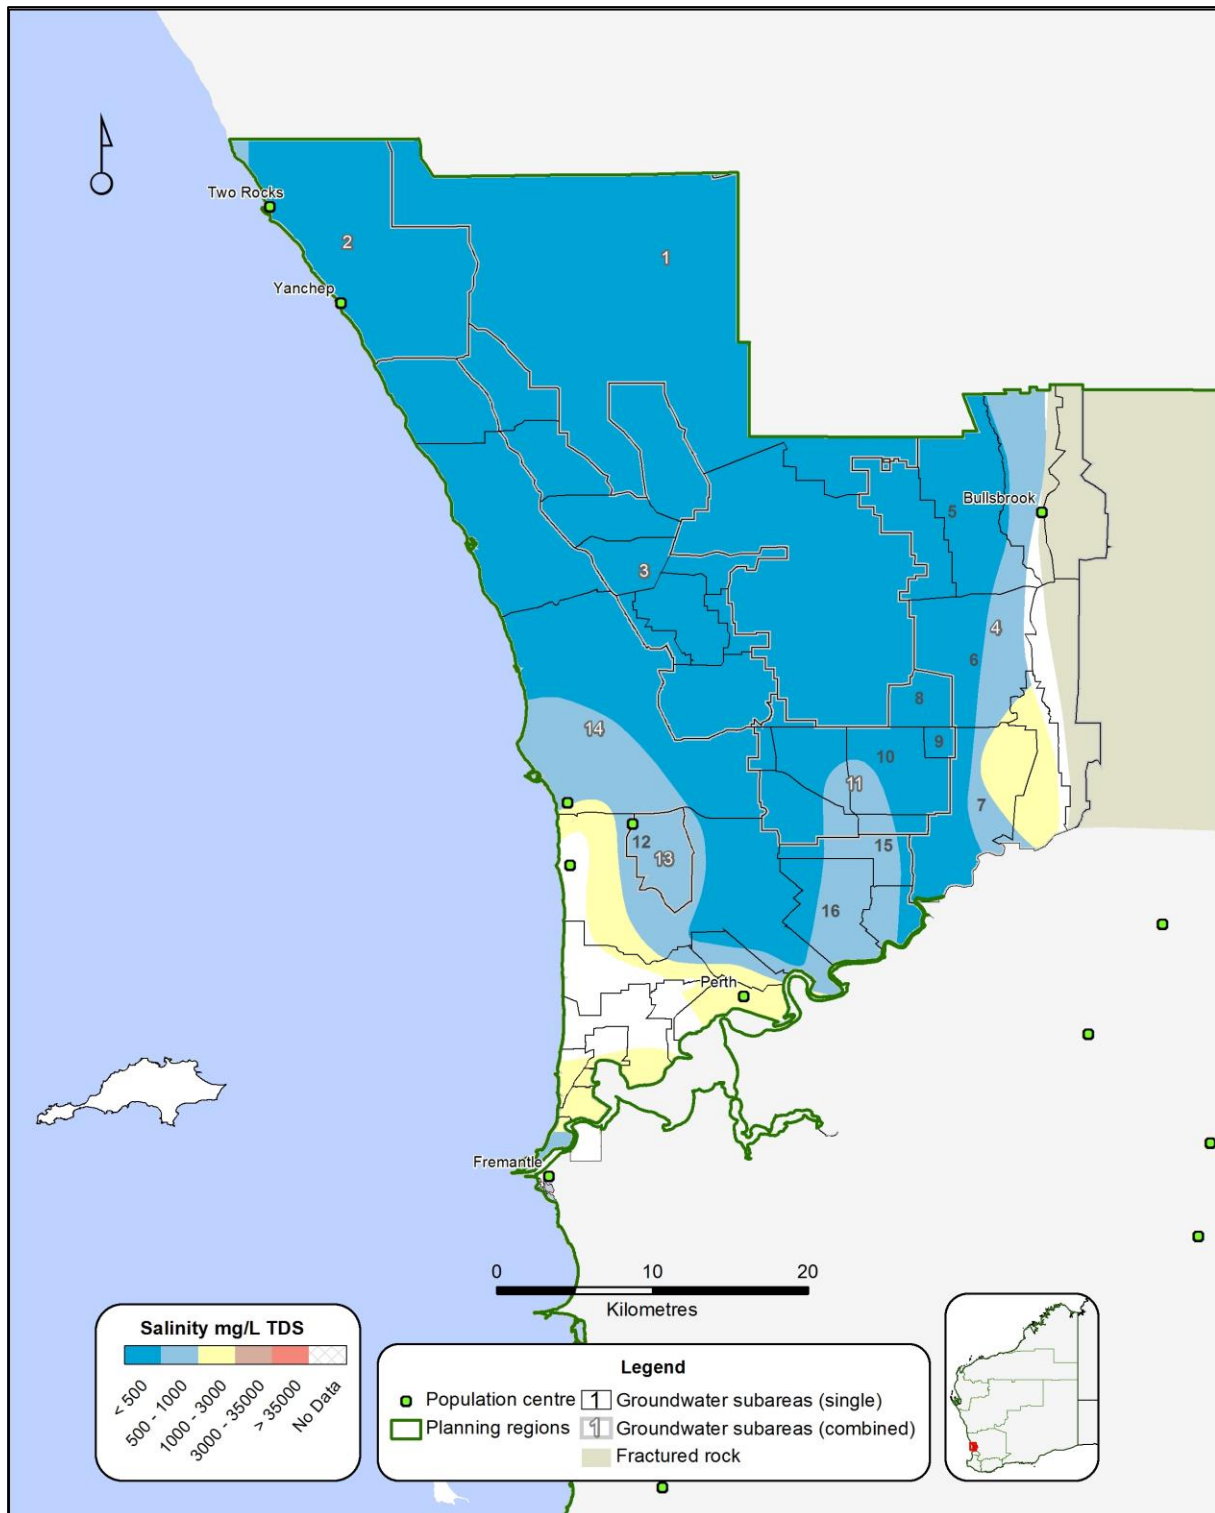 Two Rocks
2
1
Yanchep
Bullsbrook
5
3
4
6
8
14
9
10
11
7
12
13
15
16
Perth
Fremantle
0 10 20
Kilometres
Salinity mg/L TDS
< 500
500 - 1000
1000 - 3000
3000 - 35000
> 35000
No Data
Legend
Population centre
1 Groundwater subareas (single)
Planning regions
1 Groundwater subareas (combined)
Fractured rock